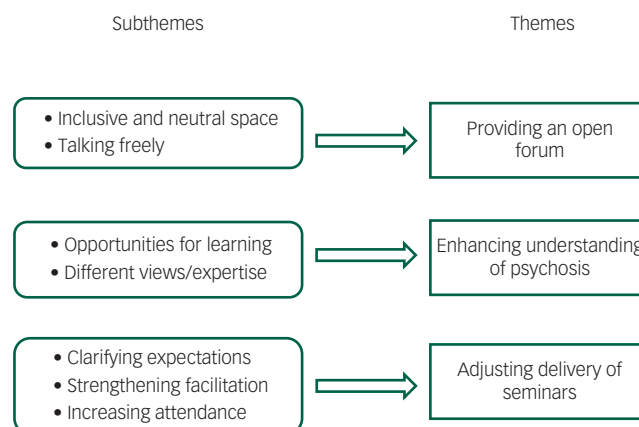 Subthemes
Themes
• Inclusive and neutral space
• Talking freely
Providing an open
forum
• Opportunities for learning
• Different views/expertise
Enhancing understanding
of psychosis
• Clarifying expectations
• Strengthening facilitation
• Increasing attendance
Adjusting delivery of
seminars